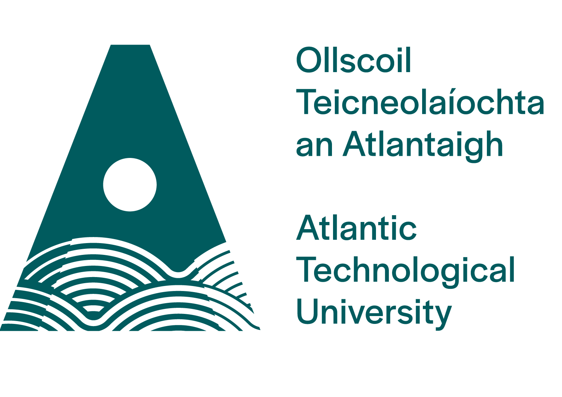 Ollscoil
Teicneolaíochta
an Atlantaigh
Atlantic
Technological
University